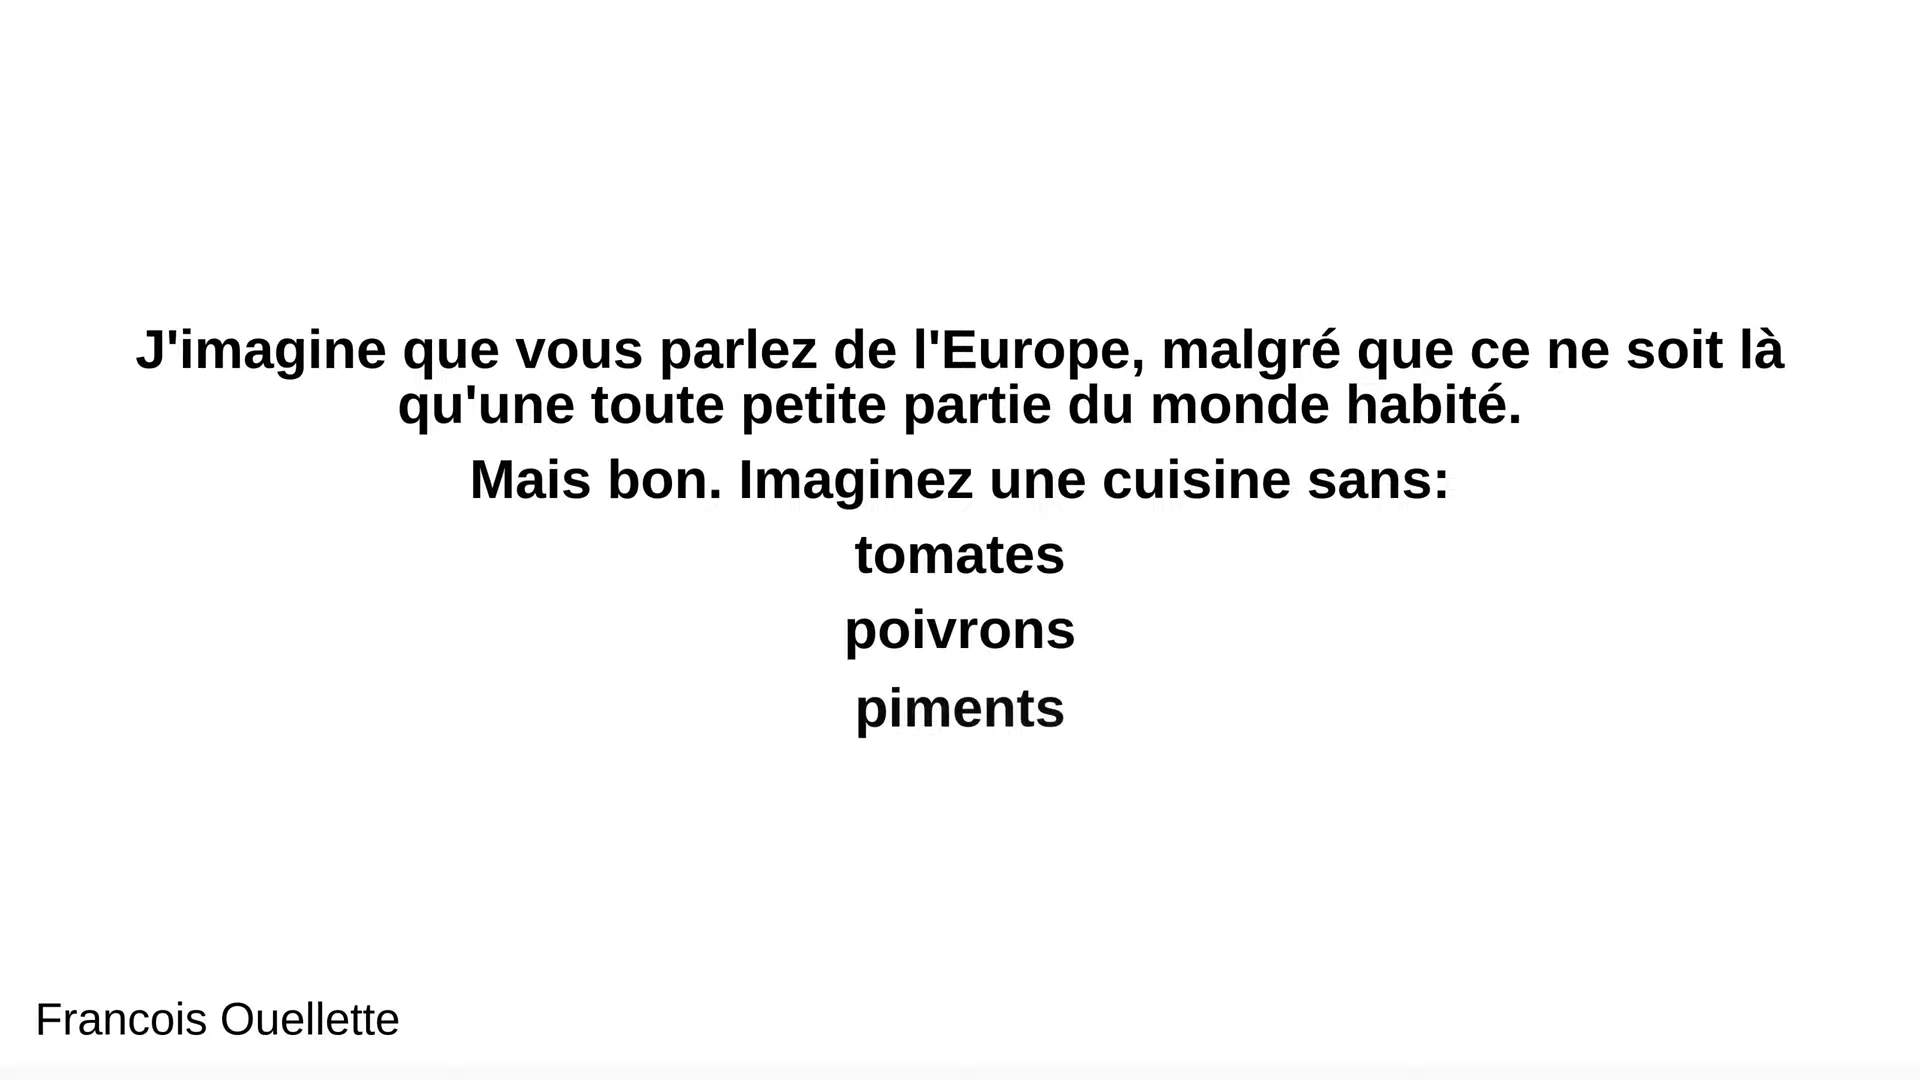 J'imagine que vous parlez de l'Europe, malgré que ce ne soit là
qu'une toute petite partie du monde habité.
Mais bon. Imaginez une cuisine sans:
tomates
poivrons
piments
Francois Ouellette